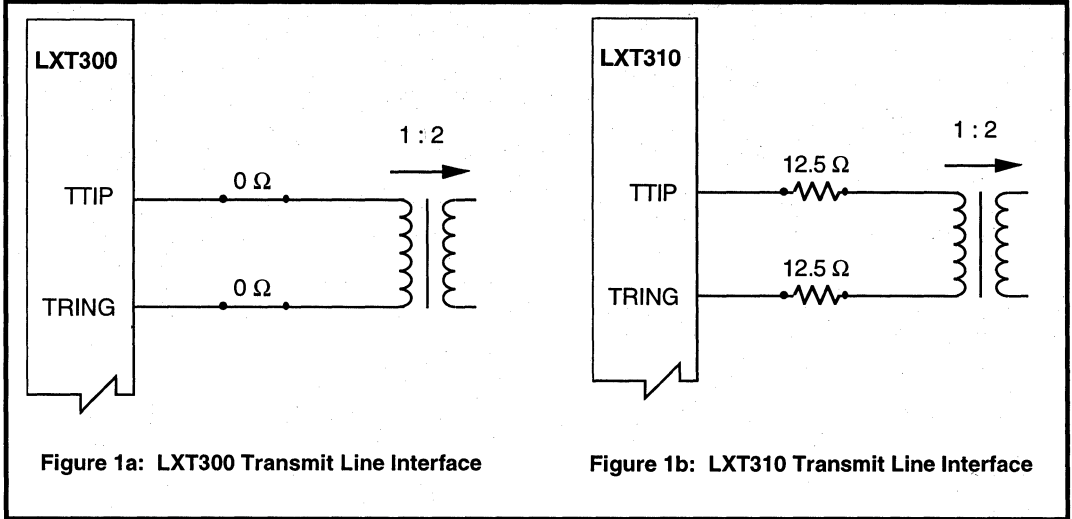 LXT300
1 : 2
0 Ω
TTIP
0 Ω
TRING
Figure 1a: LXT300 Transmit Line Interface
LXT310
1 : 2
12.5 Ω
TTIP
12.5 Ω
TRING
Figure 1b: LXT310 Transmit Line Interface